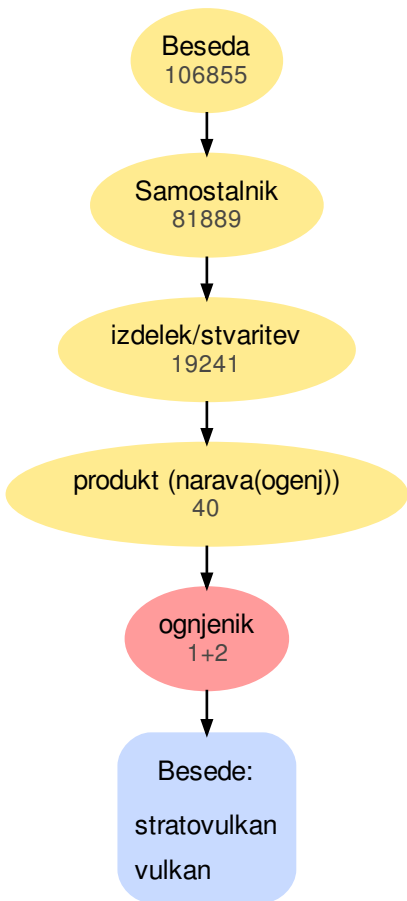 Beseda
106855
Samostalnik
81889
izdelek/stvaritev
19241
produkt (narava(ogenj))
40
ognjenik
1+2
Besede:
stratovulkan
vulkan